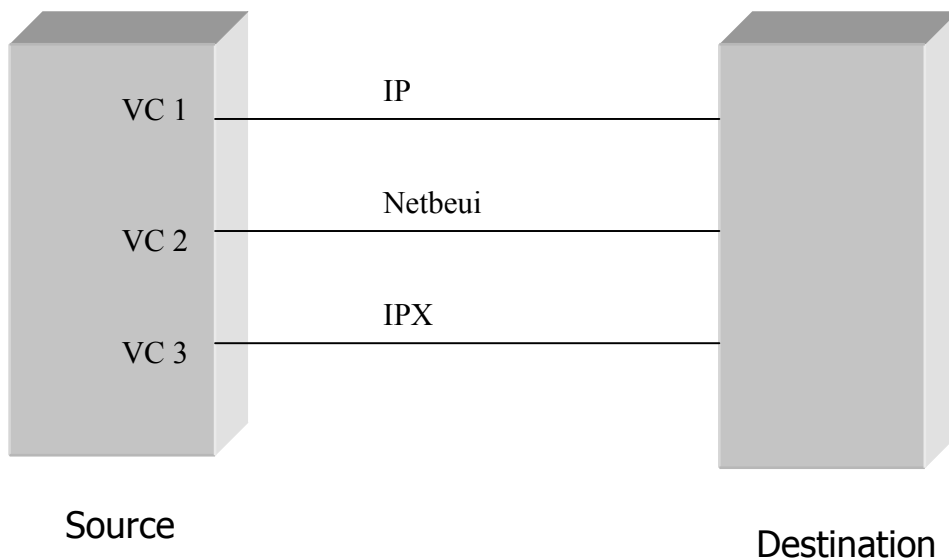 IP
VC 1
Netbeui
VC 2
IPX
VC 3
Source
Destination